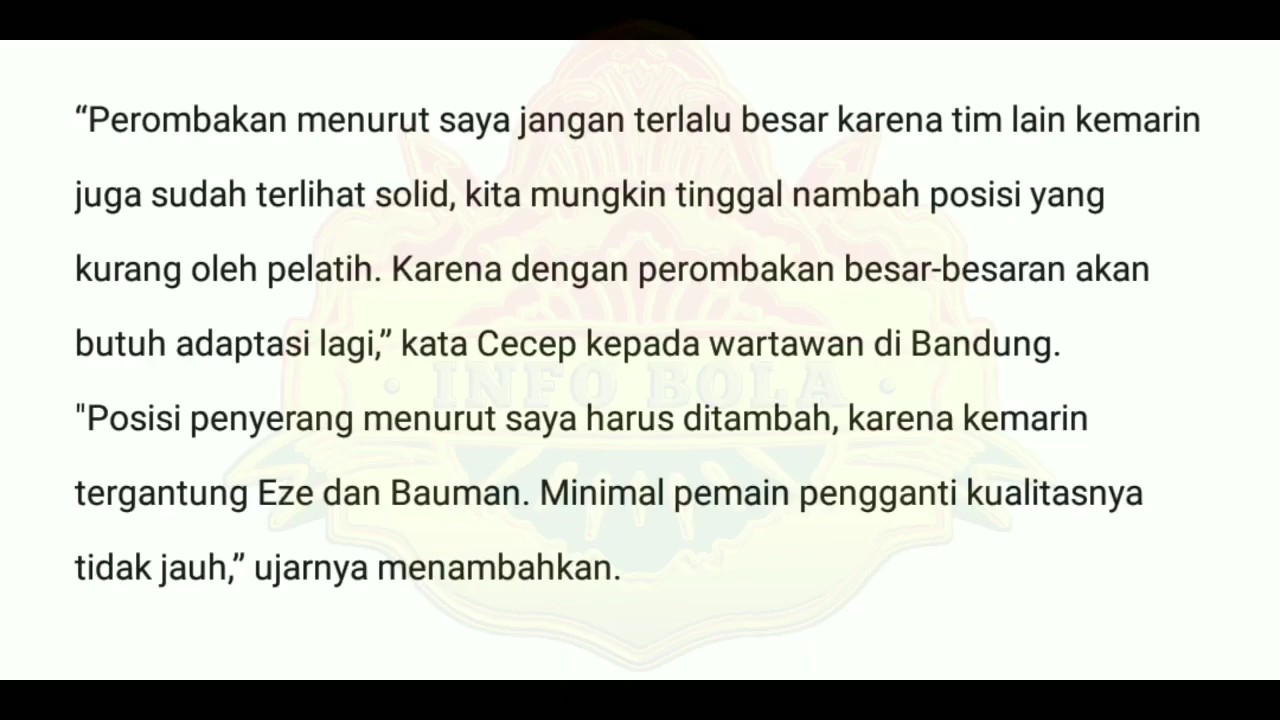 “Perombakan menurut saya jangan terlalu besar karena tim lain kemarin
juga sudah terlihat solid, kita mungkin tinggal nambah posisi yang
kurang oleh pelatih. Karena dengan perombakan besar-besaran akan
butuh adaptasi lagi,” kata Cecep kepada wartawan di Bandung.
• INFO BOLA •
"Posisi penyerang menurut saya harus ditambah, karena kemarin
tergantung Eze dan Bauman. Minimal pemain pengganti kualitasnya
tidak jauh,” ujarnya menambahkan.